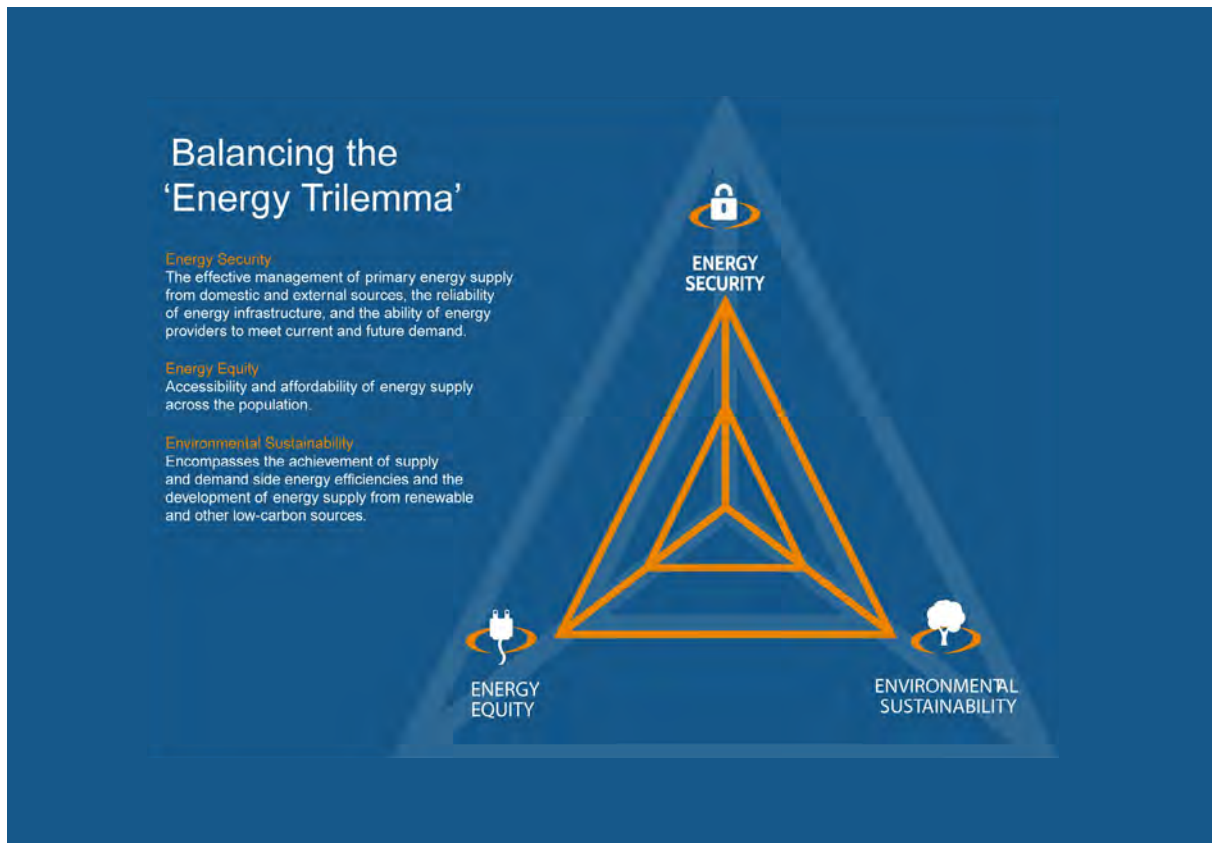 Balancing the
‘Energy Trilemma’
Energy Security
The effective management of primary energy supply
from domestic and external sources, the reliability
of energy infrastructure, and the ability of energy
providers to meet current and future demand.
Energy Equity
Accessibility and affordability of energy supply
across the population.
Environmental Sustainability
Encompasses the achievement of supply
and demand side energy efficiencies and the
development of energy supply from renewable
and other low-carbon sources.
ENERGY
SECURITY
ENERGY
EQUITY
ENVIRONMENTAL
SUSTAINABILITY